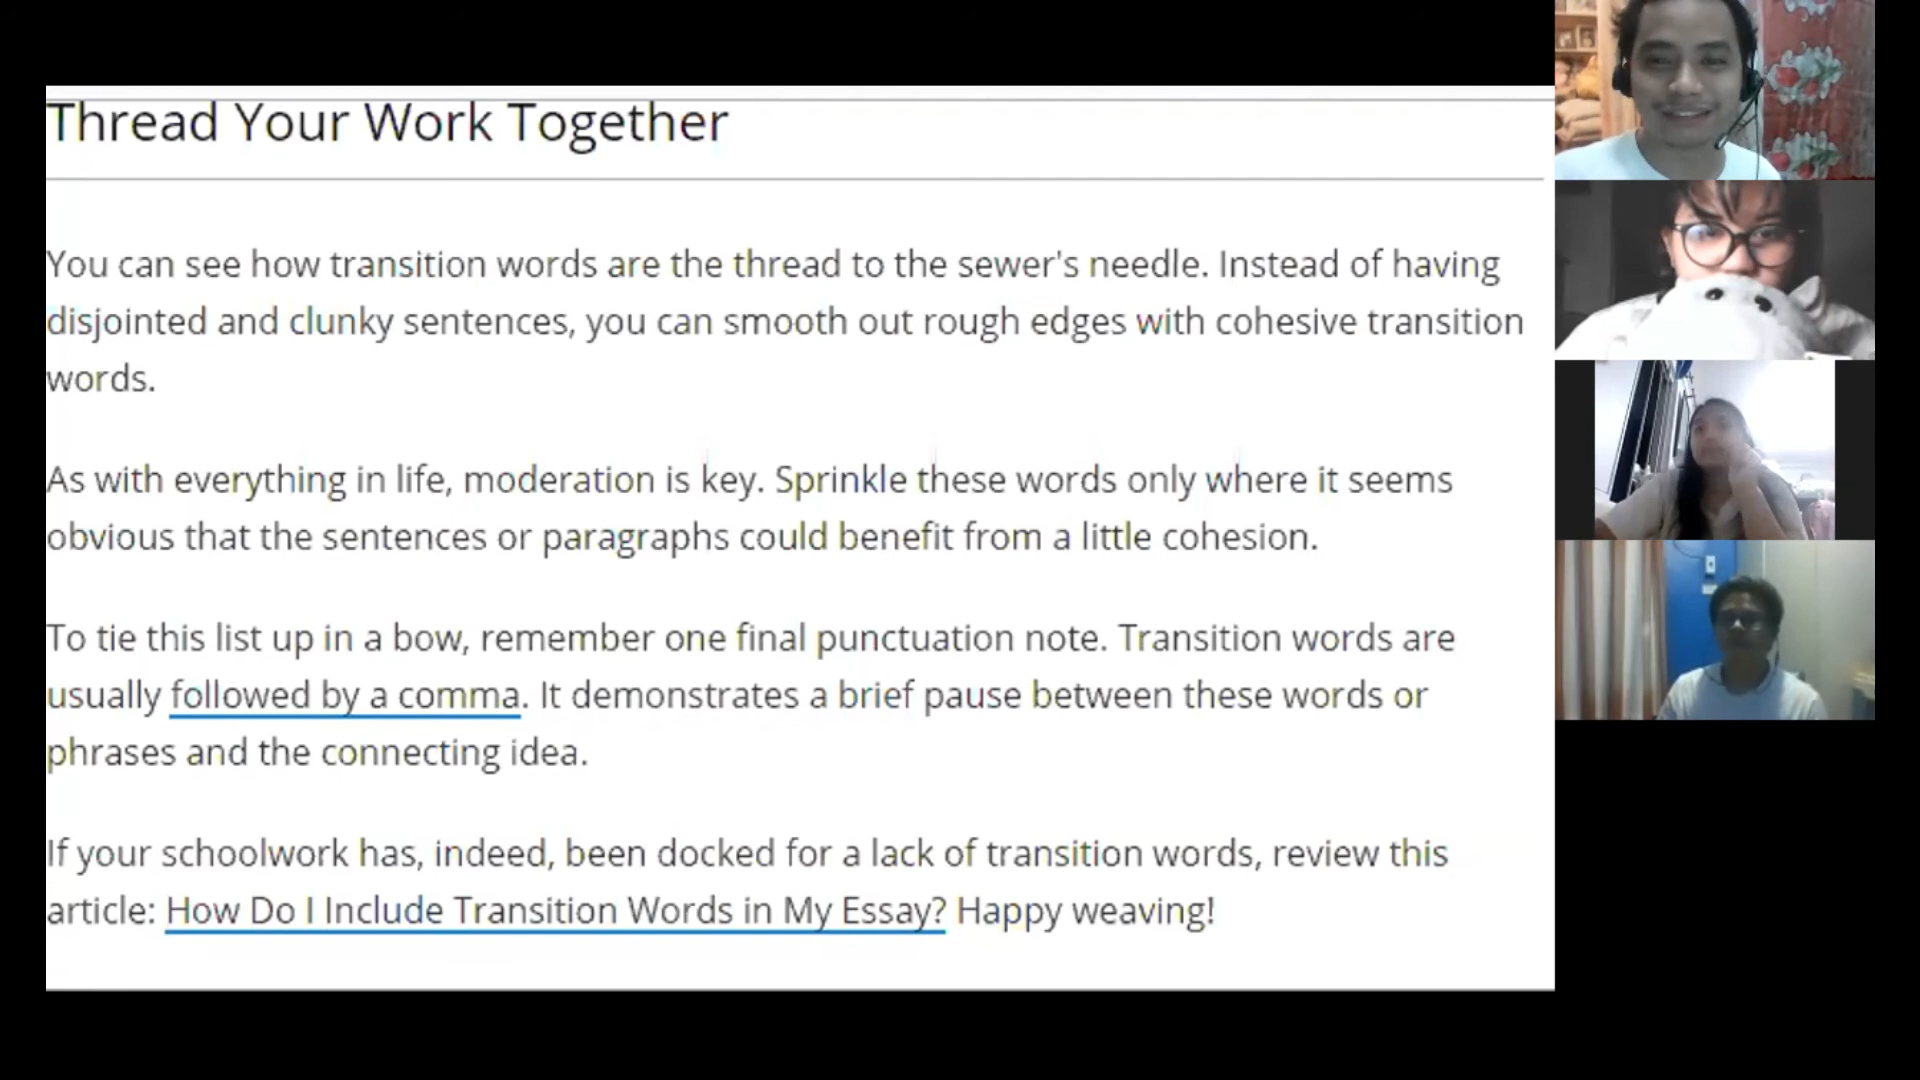 Thread Your Work Together
You can see how transition words are the thread to the sewer's needle. Instead of having
disjointed and clunky sentences, you can smooth out rough edges with cohesive transition
words.
As with everything in life, moderation is key. Sprinkle these words only where it seems
obvious that the sentences or paragraphs could benefit from a little cohesion.
To tie this list up in a bow, remember one final punctuation note. Transition words are
usually followed by a comma. It demonstrates a brief pause between these words or
phrases and the connecting idea.
If your schoolwork has, indeed, been docked for a lack of transition words, review this
article: How Do I Include Transition Words in My Essay? Happy weaving!